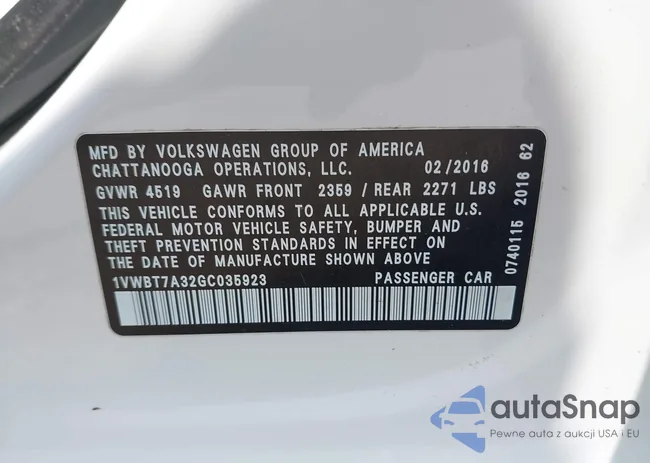 MFD BY VOLKSWAGEN GROUP OF AMERICA
CHATTANOOGA OPERATIONS, LLC. 02/2016
GVWR 4519 GAWR FRONT 2359 / REAR 2271 LBS
THIS VEHICLE CONFORMS TO ALL APPLICABLE U.S.
FEDERAL MOTOR VEHICLE SAFETY, BUMPER AND
THEFT PREVENTION STANDARDS IN EFFECT ON
THE DATE OF MANUFACTURE SHOWN ABOVE
1VWBT7A32GC035923 PASSENGER CAR
0740115 2016 62
autaSnap
Pewne auta z aukcji USA i EU